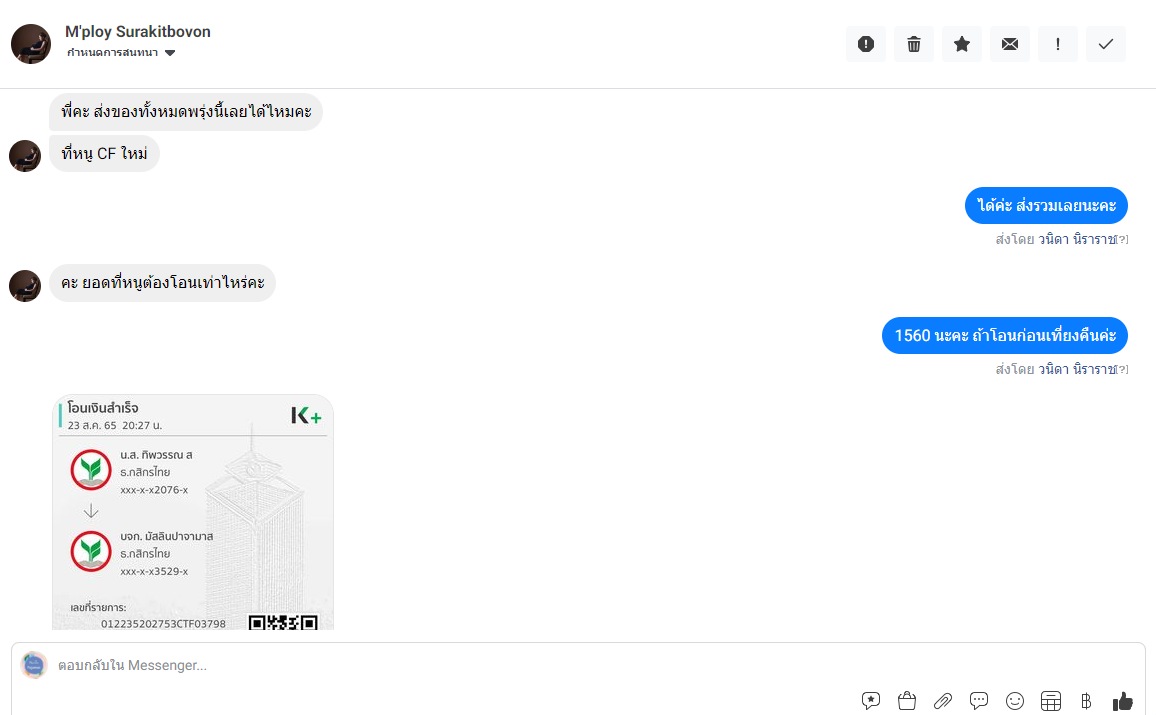 M'ploy Surakitbovon
กำหนดการสนทนา
พี่คะ ส่งของทั้งหมดพรุ่งนี้เลยได้ไหมคะ
ที่หนู CF ใหม่
ได้ค่ะ ส่งรวมเลยนะคะ
ส่งโดย วนิดา นิราราช[?]
คะ ยอดที่หนูต้องโอนเท่าไหร่คะ
1560 นะคะ ถ้าโอนก่อนเที่ยงคืนค่ะ
ส่งโดย วนิดา นิราราช[?]
โอนเงินสำเร็จ
23 ส.ค. 65 20:27 น.
K+
น.ส. ทิพวรรณ ส
ธ.กสิกรไทย
xxx-x-x2076-x
บจก. มัสลินปาจามาส
ธ.กสิกรไทย
xxx-x-x3529-x
เลขที่รายการ:
012235202753CTF03798
ตอบกลับใน Messenger...